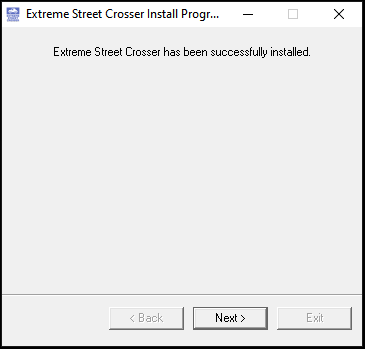 Extreme Street Crosser Install Progr...
Extreme Street Crosser has been successfully installed.
< Back
Next >
Exit